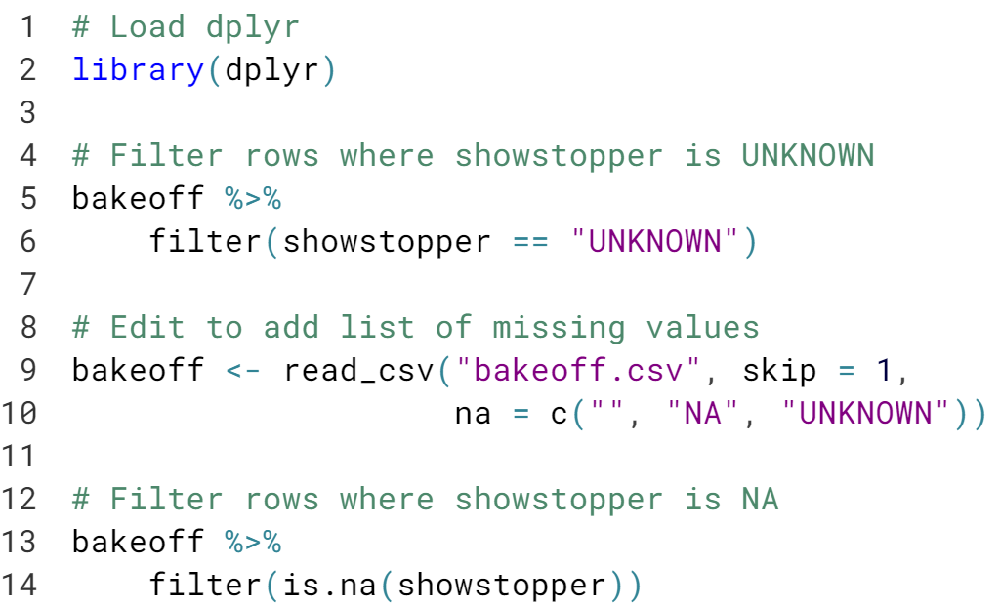 1 # Load dplyr
2 library(dplyr)
3
4 # Filter rows where showstopper is UNKNOWN
5 bakeoff %>%
6     filter(showstopper == "UNKNOWN")
7
8 # Edit to add list of missing values
9 bakeoff <- read_csv("bakeoff.csv", skip = 1,
10                     na = c("", "NA", "UNKNOWN"))
11
12 # Filter rows where showstopper is NA
13 bakeoff %>%
14     filter(is.na(showstopper))